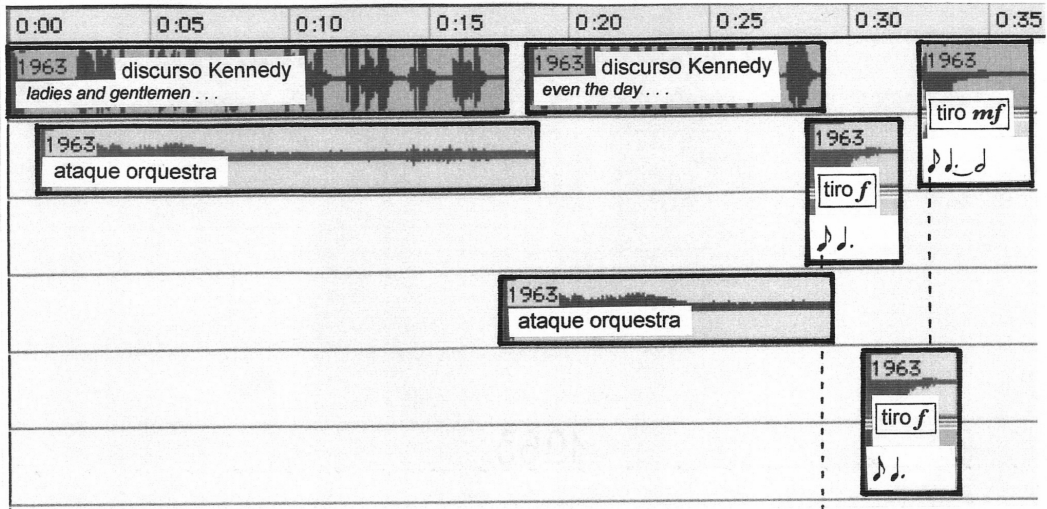 0:00 0:05 0:10 0:15 0:20 0:25 0:30 0:35
1963 discurso Kennedy
ladies and gentlemen . . .
1963 discurso Kennedy
even the day . . .
1963
tiro mf
1963
ataque orquestra
1963
tiro f
1963
ataque orquestra
1963
tiro f